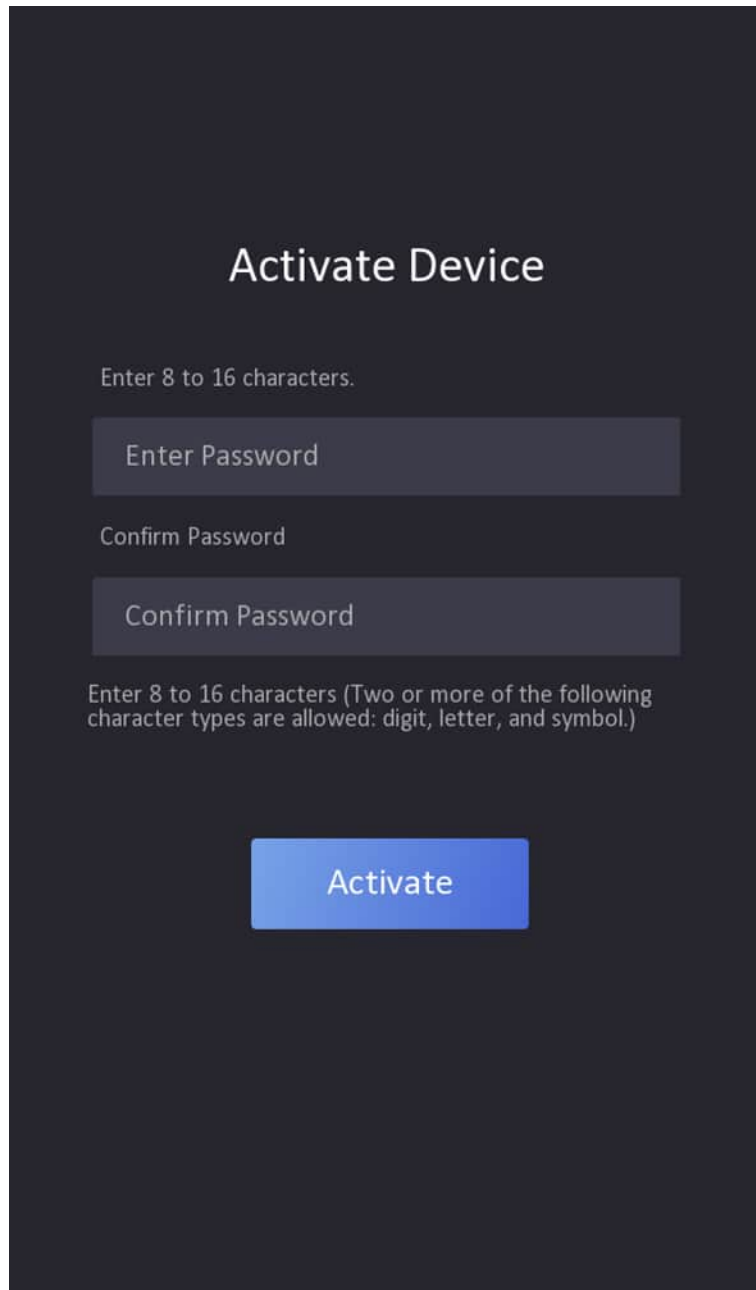 Activate Device
Enter 8 to 16 characters.
Enter Password
Confirm Password
Confirm Password
Enter 8 to 16 characters (Two or more of the following
character types are allowed: digit, letter, and symbol.)
Activate